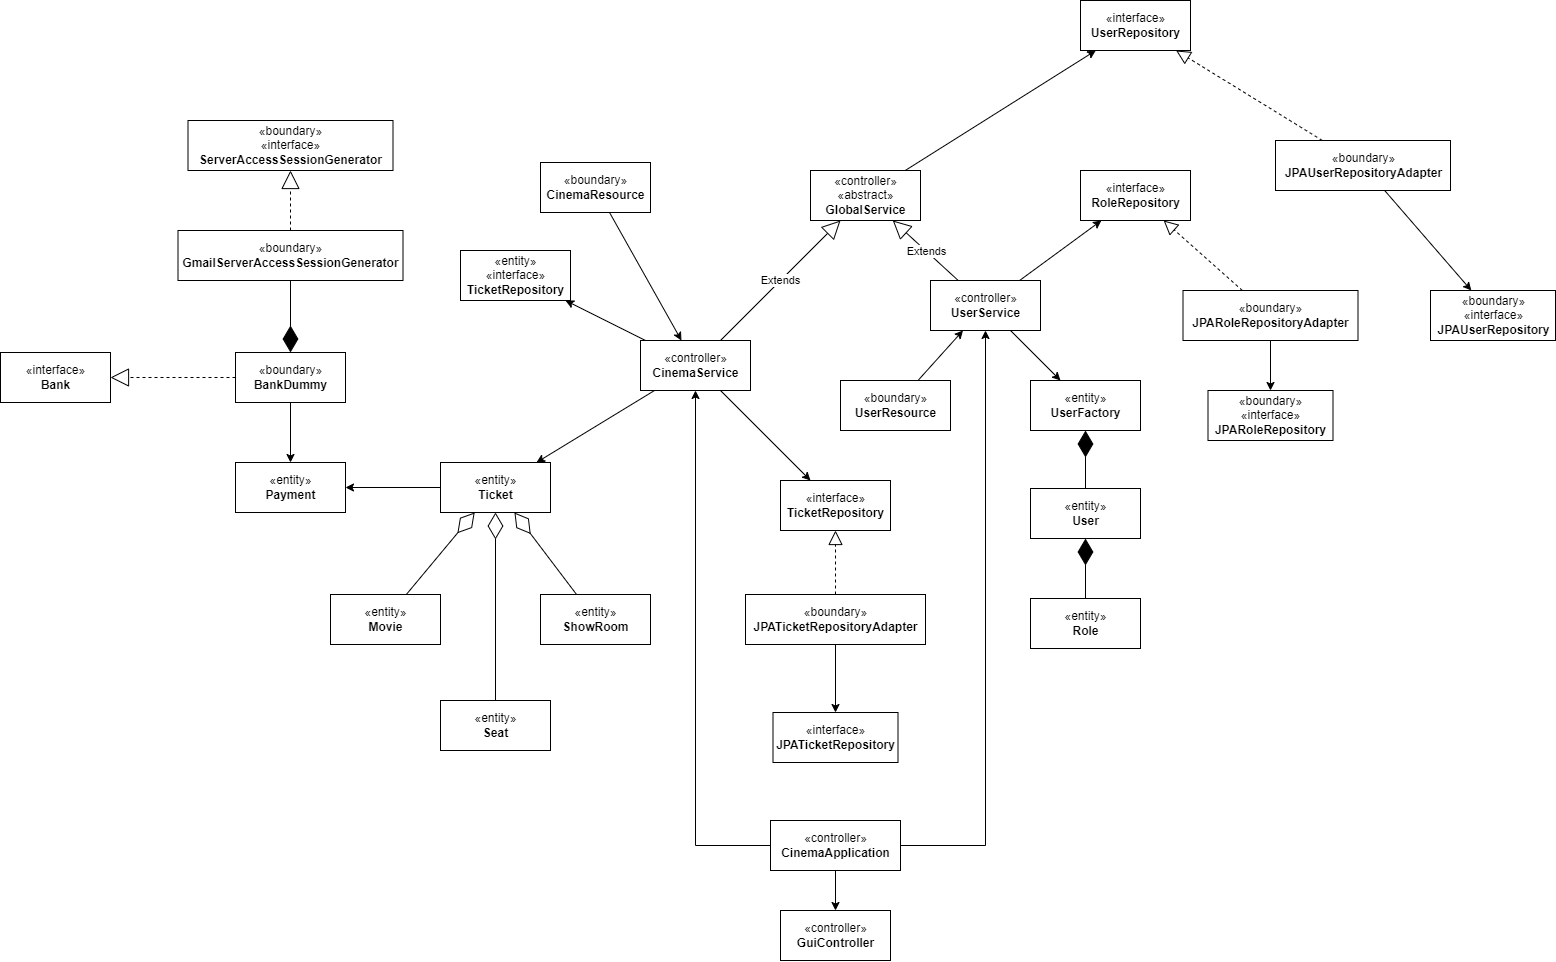 «interface»
UserRepository
«boundary»
«interface»
ServerAccessSessionGenerator
«boundary»
CinemaResource
«controller»
«abstract»
GlobalService
«interface»
RoleRepository
«boundary»
JPAUserRepositoryAdapter
«boundary»
GmailServerAccessSessionGenerator
«entity»
«interface»
TicketRepository
Extends
Extends
«controller»
UserService
«boundary»
JPARoleRepositoryAdapter
«boundary»
«interface»
JPAUserRepository
«interface»
Bank
«boundary»
BankDummy
«controller»
CinemaService
«boundary»
UserResource
«entity»
UserFactory
«boundary»
«interface»
JPARoleRepository
«entity»
Payment
«entity»
Ticket
«interface»
TicketRepository
«entity»
User
«entity»
Movie
«entity»
ShowRoom
«boundary»
JPATicketRepositoryAdapter
«entity»
Role
«entity»
Seat
«interface»
JPATicketRepository
«controller»
CinemaApplication
«controller»
GuiController